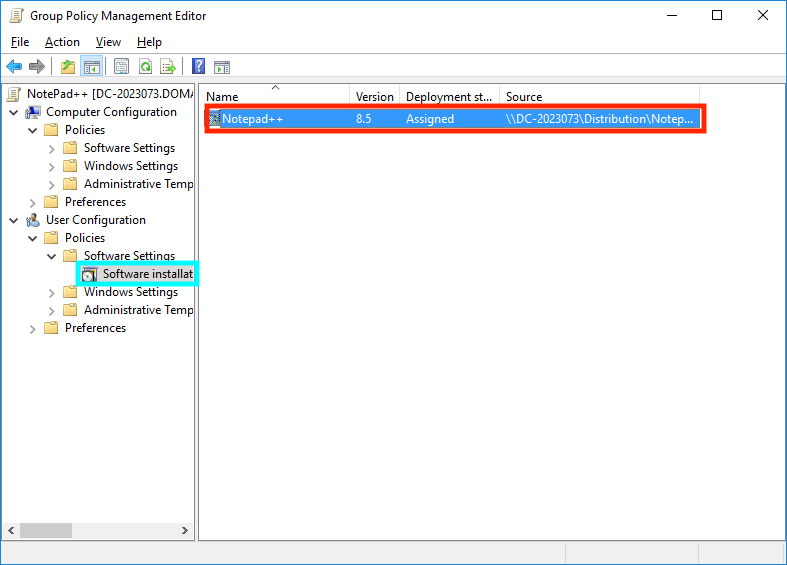 Group Policy Management Editor
File Action View Help
NotePad++ [DC-2023073.DOMA
Computer Configuration
Policies
Software Settings
Windows Settings
Administrative Temp
Preferences
User Configuration
Policies
Software Settings
Software installat
Windows Settings
Administrative Temp
Preferences
Name Version Deployment st... Source
Notepad++ 8.5 Assigned \\DC-2023073\Distribution\Notep...